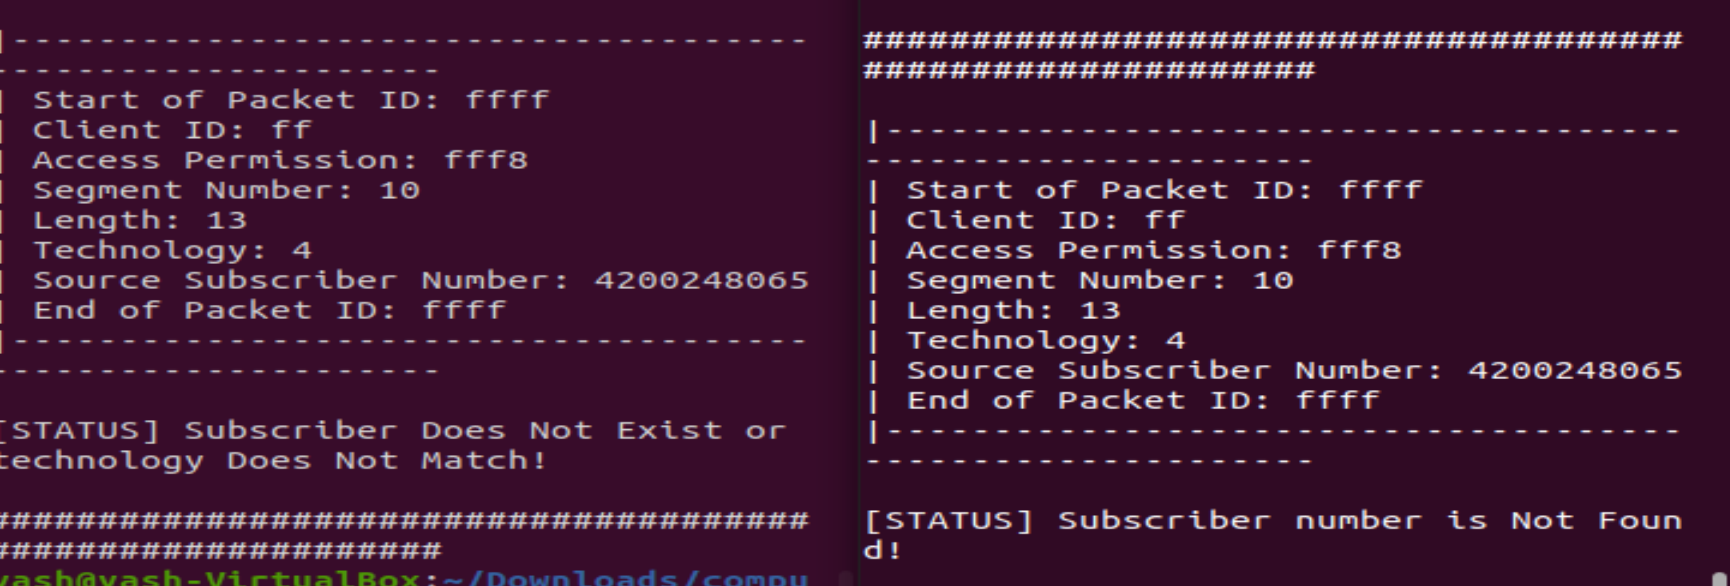 |-------------------------------------
---------------------
| Start of Packet ID: ffff
| Client ID: ff
| Access Permission: fff8
| Segment Number: 10
| Length: 13
| Technology: 4
| Source Subscriber Number: 4200248065
| End of Packet ID: ffff
|-------------------------------------
---------------------
[STATUS] Subscriber Does Not Exist or
technology Does Not Match!
######################################
#####################
yash@yash-VirtualBox:~/Downloads/compu
######################################
#####################
|-------------------------------------
---------------------
| Start of Packet ID: ffff
| Client ID: ff
| Access Permission: fff8
| Segment Number: 10
| Length: 13
| Technology: 4
| Source Subscriber Number: 4200248065
| End of Packet ID: ffff
|-------------------------------------
---------------------
[STATUS] Subscriber number is Not Foun
d!